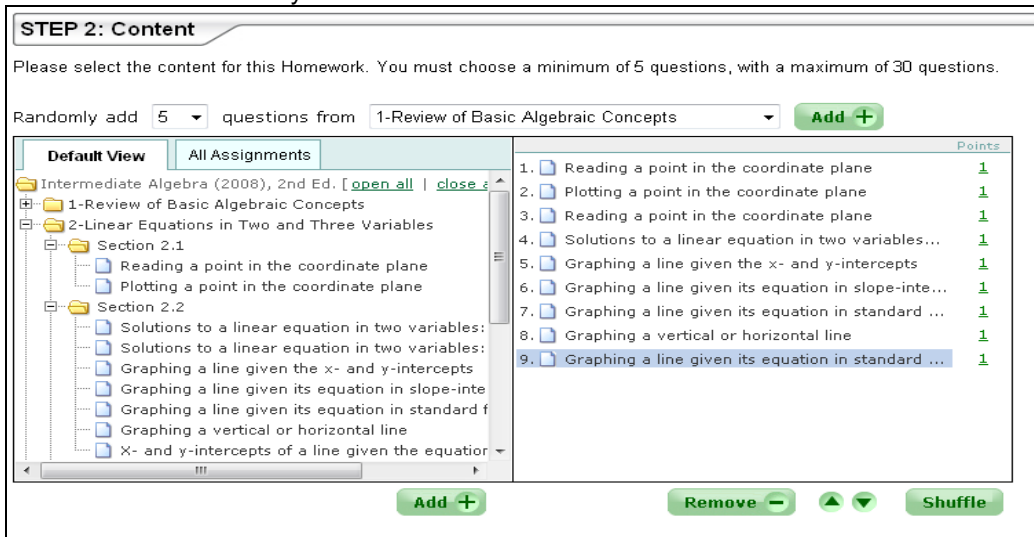 STEP 2: Content
Please select the content for this Homework. You must choose a minimum of 5 questions, with a maximum of 30 questions.
Randomly add 5 questions from 1-Review of Basic Algebraic Concepts Add
Default View All Assignments
Intermediate Algebra (2008), 2nd Ed. [ open all | close a
1-Review of Basic Algebraic Concepts
2-Linear Equations in Two and Three Variables
Section 2.1
Reading a point in the coordinate plane
Plotting a point in the coordinate plane
Section 2.2
Solutions to a linear equation in two variables:
Solutions to a linear equation in two variables:
Graphing a line given the x- and y-intercepts
Graphing a line given its equation in slope-inte
Graphing a line given its equation in standard f
Graphing a vertical or horizontal line
X- and y-intercepts of a line given the equation
Add
Points
1. Reading a point in the coordinate plane 1
2. Plotting a point in the coordinate plane 1
3. Reading a point in the coordinate plane 1
4. Solutions to a linear equation in two variables... 1
5. Graphing a line given the x- and y-intercepts 1
6. Graphing a line given its equation in slope-inte... 1
7. Graphing a line given its equation in standard ... 1
8. Graphing a vertical or horizontal line 1
9. Graphing a line given its equation in standard ... 1
Remove Shuffle